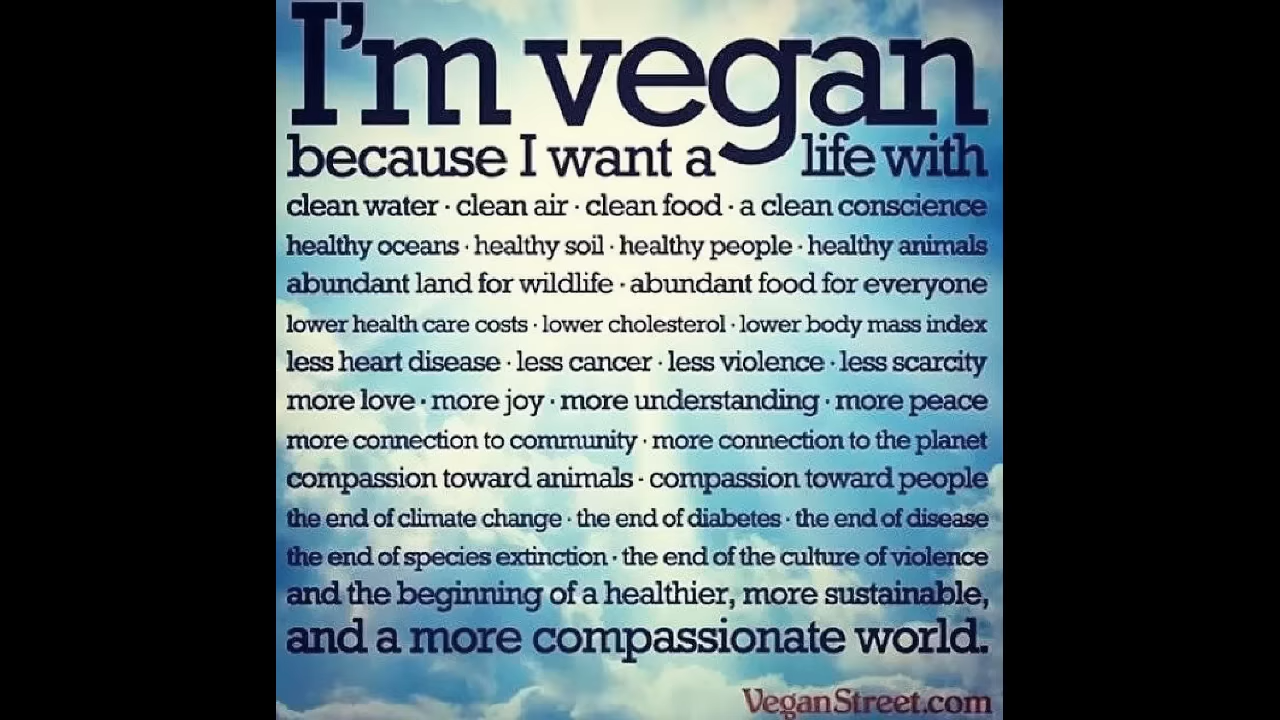 I'm vegan
because I want a life with
clean water · clean air · clean food · a clean conscience
healthy oceans · healthy soil · healthy people · healthy animals
abundant land for wildlife · abundant food for everyone
lower health care costs · lower cholesterol · lower body mass index
less heart disease · less cancer · less violence · less scarcity
more love · more joy · more understanding · more peace
more connection to community · more connection to the planet
compassion toward animals · compassion toward people
the end of climate change · the end of diabetes · the end of disease
the end of species extinction · the end of the culture of violence
and the beginning of a healthier, more sustainable,
and a more compassionate world.
VeganStreet.com